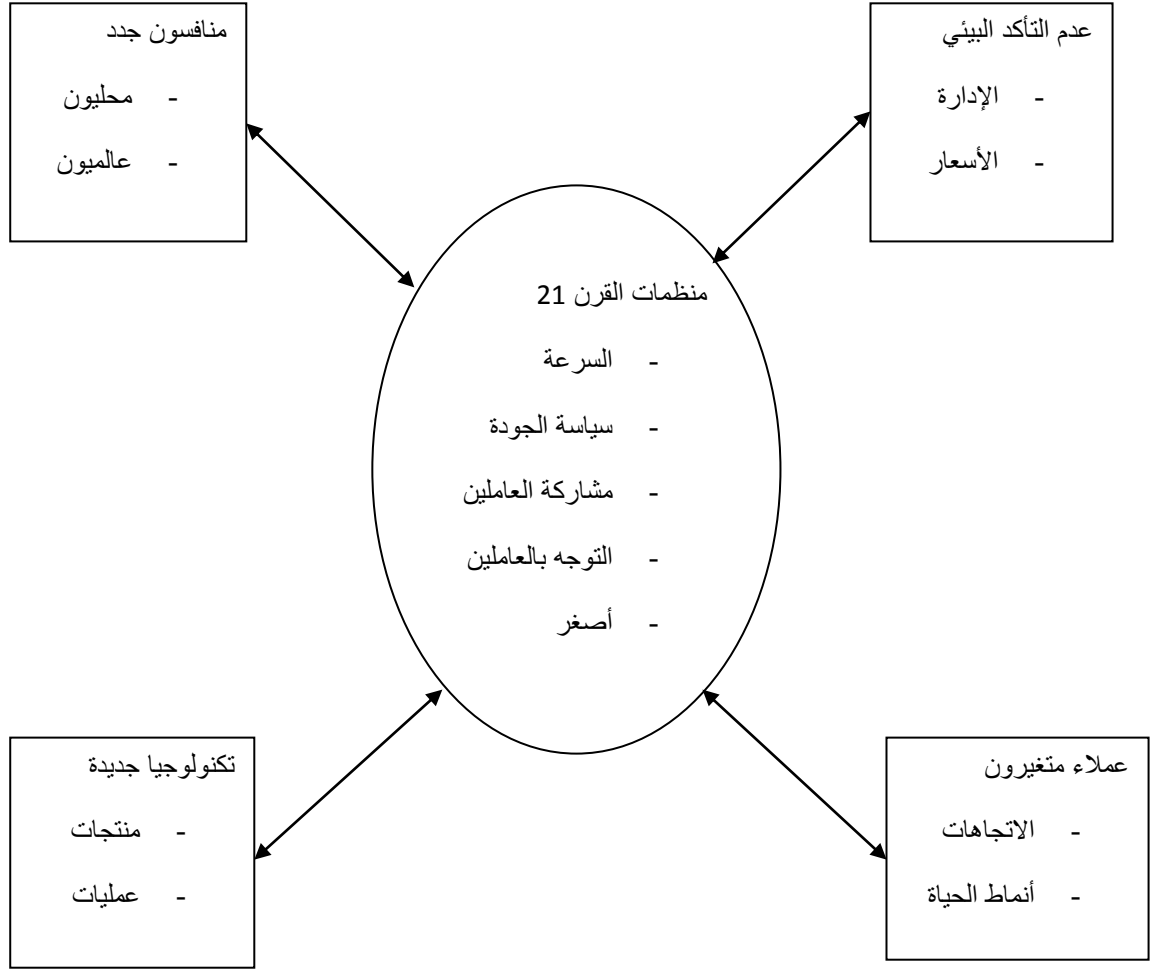 عدم التأكد البيئي
- الإدارة
- الأسعار
منافسون جدد
- محليون
- عالميون
منظمات القرن 21
- السرعة
- سياسة الجودة
- مشاركة العاملين
- التوجه بالعاملين
- أصغر
عملاء متغيرون
- الاتجاهات
- أنماط الحياة
تكنولوجيا جديدة
- منتجات
- عمليات